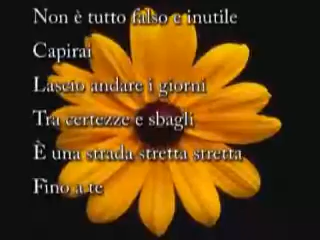 Non è tutto falso e inutile
Capirai
Lascio andare i giorni
Tra certezze e sbagli
È una strada stretta stretta
Fino a te